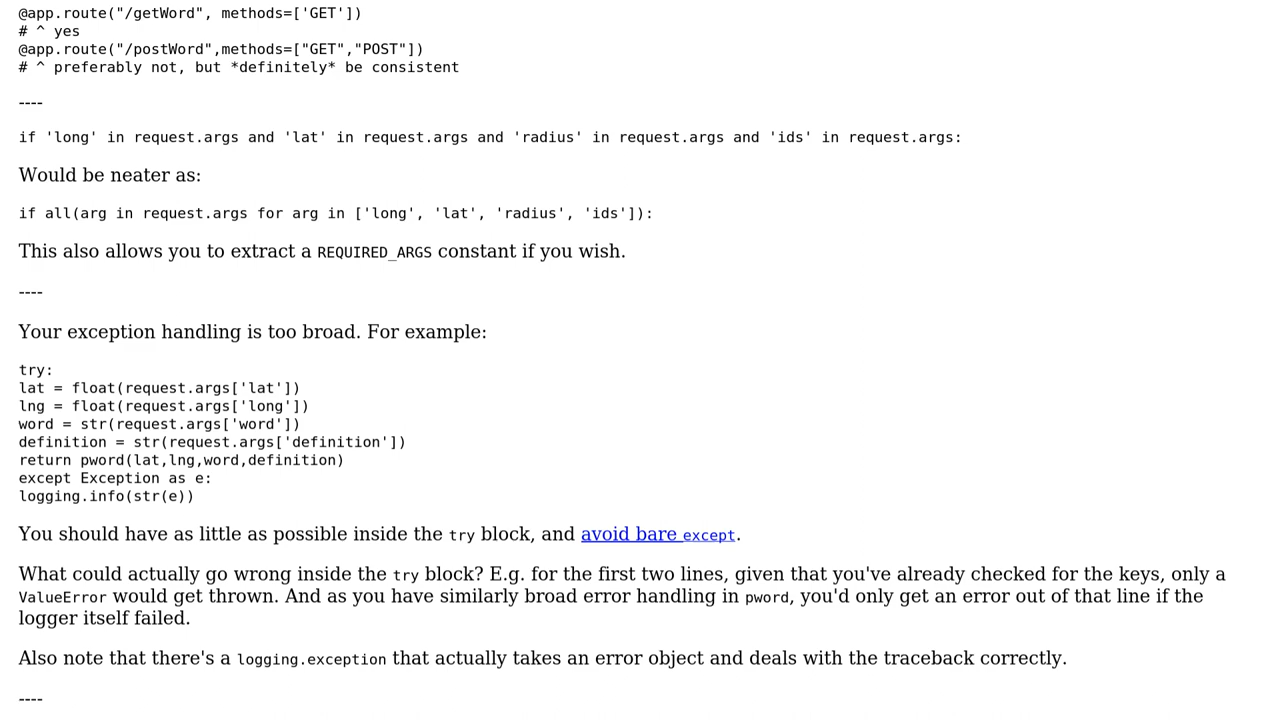 @app.route("/getWord", methods=['GET'])
# ^ yes
@app.route("/postWord",methods=["GET","POST"])
# ^ preferably not, but *definitely* be consistent
----
if 'long' in request.args and 'lat' in request.args and 'radius' in request.args and 'ids' in request.args:
Would be neater as:
if all(arg in request.args for arg in ['long', 'lat', 'radius', 'ids']):
This also allows you to extract a REQUIRED_ARGS constant if you wish.
----
Your exception handling is too broad. For example:
try:
lat = float(request.args['lat'])
lng = float(request.args['long'])
word = str(request.args['word'])
definition = str(request.args['definition'])
return pword(lat,lng,word,definition)
except Exception as e:
logging.info(str(e))
You should have as little as possible inside the try block, and avoid bare except.
What could actually go wrong inside the try block? E.g. for the first two lines, given that you've already checked for the keys, only a
ValueError would get thrown. And as you have similarly broad error handling in pword, you'd only get an error out of that line if the
logger itself failed.
Also note that there's a logging.exception that actually takes an error object and deals with the traceback correctly.
----